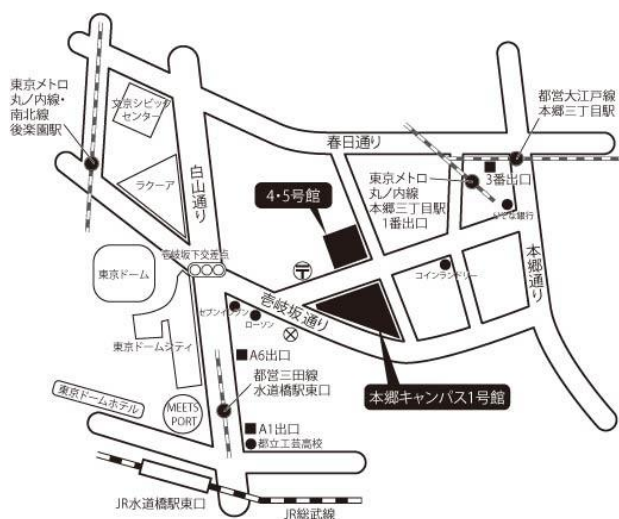 東京メトロ
丸ノ内線・
南北線
後楽園駅
文京シビック
センター
ラクーア
白山通り
春日通り
都営大江戸線
本郷三丁目駅
3番出口
東京メトロ
丸ノ内線
本郷三丁目駅
1番出口
りそな銀行
4・5号館
本郷通り
壱岐坂下交差点
東京ドーム
コインランドリー
壱岐坂通り
セブンイレブン
ローソン
東京ドームシティ
A6出口
都営三田線
水道橋駅東口
本郷キャンパス1号館
東京ドームホテル
MEETS
PORT
A1出口
都立工芸高校
JR水道橋駅東口
JR総武線